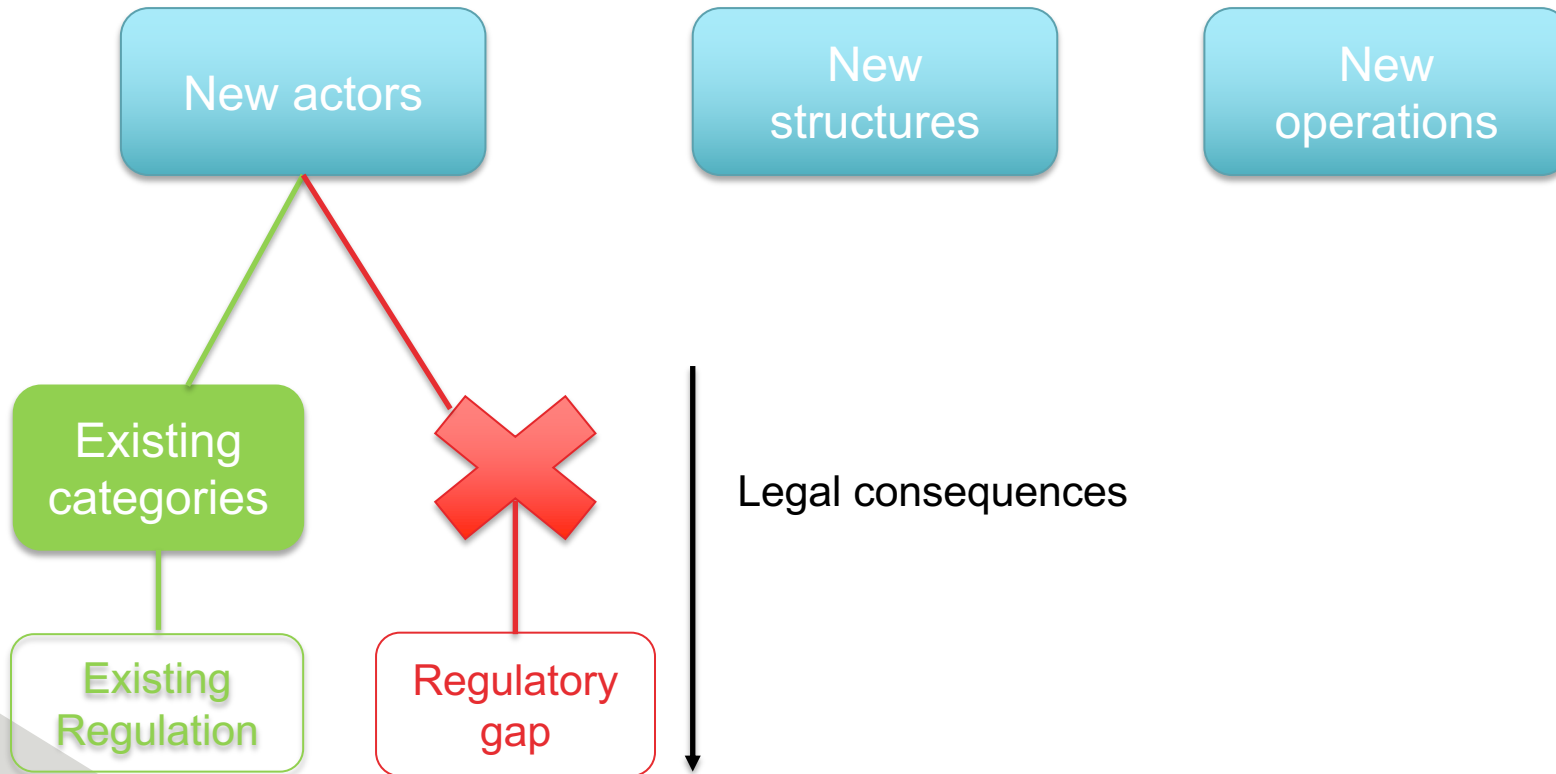 New actors
New
structures
New
operations
Existing
categories
Legal consequences
Existing
Regulation
Regulatory
gap